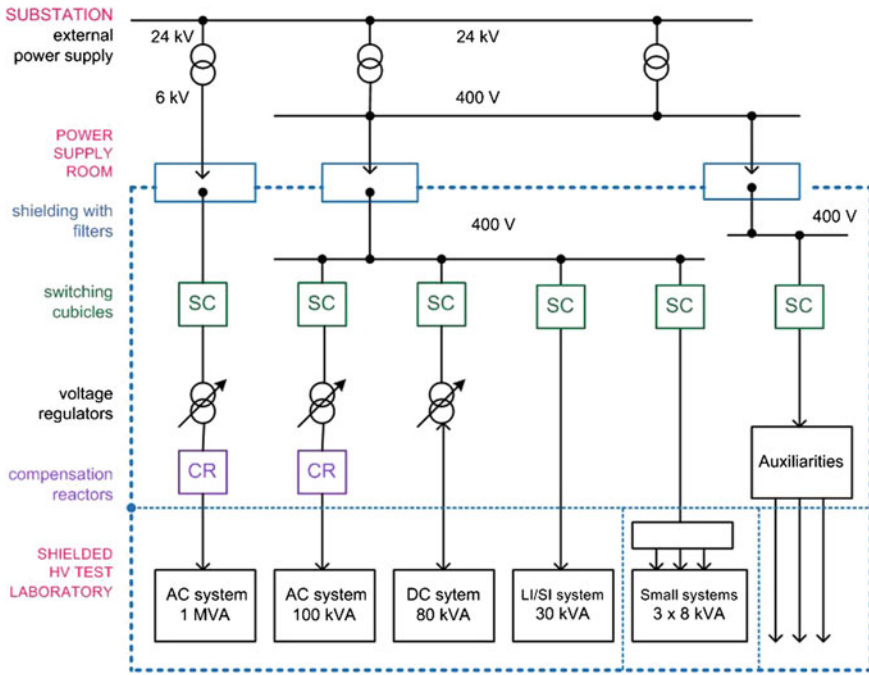 SUBSTATION
external
power supply
24 kV
24 kV
6 kV
400 V
POWER
SUPPLY
ROOM
shielding with
filters
400 V
400 V
switching
cubicles
SC
SC
SC
SC
SC
SC
voltage
regulators
compensation
reactors
CR
CR
Auxiliarities
SHIELDED
HV TEST
LABORATORY
AC system
1 MVA
AC system
100 kVA
DC sytem
80 kVA
LI/SI system
30 kVA
Small systems
3 x 8 kVA